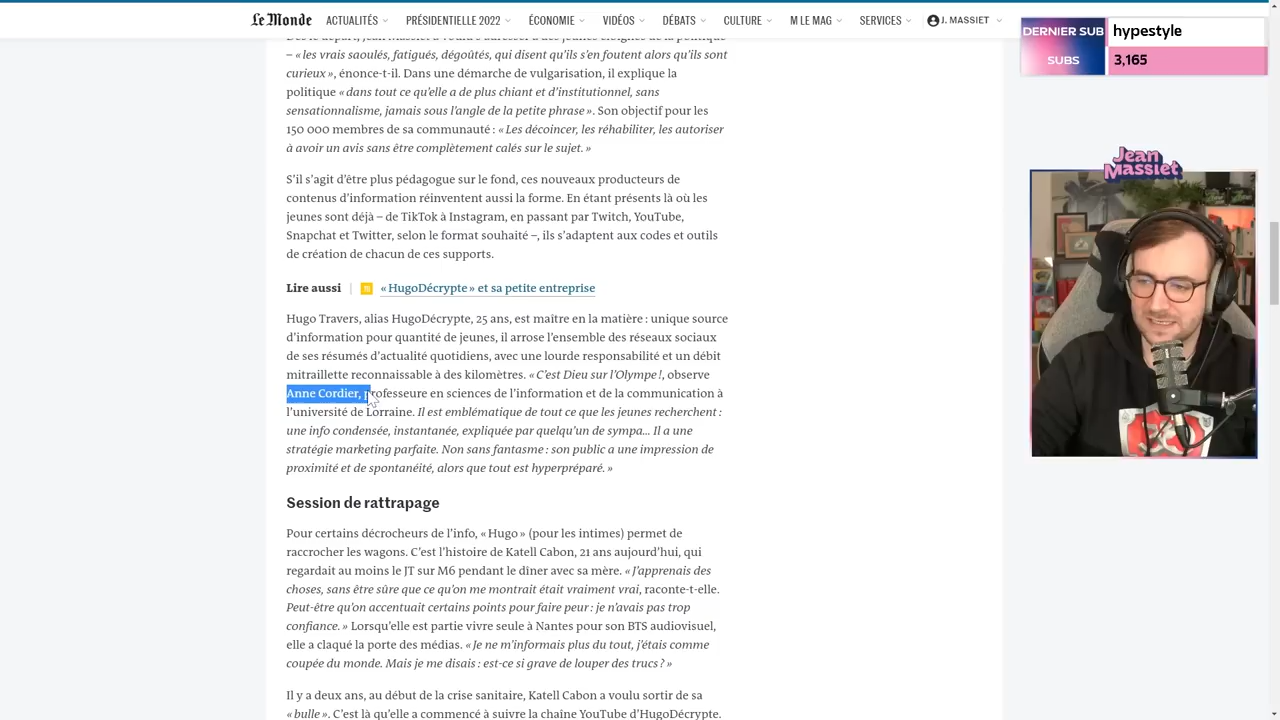 Le Monde
ACTUALITÉS
PRÉSIDENTIELLE 2022
ÉCONOMIE
VIDÉOS
DÉBATS
CULTURE
M LE MAG
SERVICES
J. MASSIET
DERNIER SUB
hypestyle
SUBS
3,165
Jean
Massiet
Dès le départ, Jean Massiet a voulu s'adresser à des jeunes éloignés de la politique
– « les vrais saoulés, fatigués, dégoûtés, qui disent qu'ils s'en foutent alors qu'ils sont
curieux », énonce-t-il. Dans une démarche de vulgarisation, il explique la
politique « dans tout ce qu'elle a de plus chiant et d'institutionnel, sans
sensationnalisme, jamais sous l'angle de la petite phrase ». Son objectif pour les
150 000 membres de sa communauté : « Les décoincer, les réhabiliter, les autoriser
à avoir un avis sans être complètement calés sur le sujet. »
S'il s'agit d'être plus pédagogue sur le fond, ces nouveaux producteurs de
contenus d'information réinventent aussi la forme. En étant présents là où les
jeunes sont déjà – de TikTok à Instagram, en passant par Twitch, YouTube,
Snapchat et Twitter, selon le format souhaité –, ils s'adaptent aux codes et outils
de création de chacun de ces supports.
Lire aussi | « HugoDécrypte » et sa petite entreprise
Hugo Travers, alias HugoDécrypte, 25 ans, est maître en la matière : unique source
d'information pour quantité de jeunes, il arrose l'ensemble des réseaux sociaux
de ses résumés d'actualité quotidiens, avec une lourde responsabilité et un débit
mitraillette reconnaissable à des kilomètres. « C'est Dieu sur l'Olympe !, observe
Anne Cordier, professeure en sciences de l'information et de la communication à
l'université de Lorraine. Il est emblématique de tout ce que les jeunes recherchent :
une info condensée, instantanée, expliquée par quelqu'un de sympa… Il a une
stratégie marketing parfaite. Non sans fantasme : son public a une impression de
proximité et de spontanéité, alors que tout est hyperpréparé. »
Session de rattrapage
Pour certains décrocheurs de l'info, « Hugo » (pour les intimes) permet de
raccrocher les wagons. C'est l'histoire de Katell Cabon, 21 ans aujourd'hui, qui
regardait au moins le JT sur M6 pendant le dîner avec sa mère. « J'apprenais des
choses, sans être sûre que ce qu'on me montrait était vraiment vrai, raconte-t-elle.
Peut-être qu'on accentuait certains points pour faire peur : je n'avais pas trop
confiance. » Lorsqu'elle est partie vivre seule à Nantes pour son BTS audiovisuel,
elle a claqué la porte des médias. « Je ne m'informais plus du tout, j'étais comme
coupée du monde. Mais je me disais : est-ce si grave de louper des trucs ? »
Il y a deux ans, au début de la crise sanitaire, Katell Cabon a voulu sortir de sa
« bulle ». C'est là qu'elle a commencé à suivre la chaîne YouTube d'HugoDécrypte.